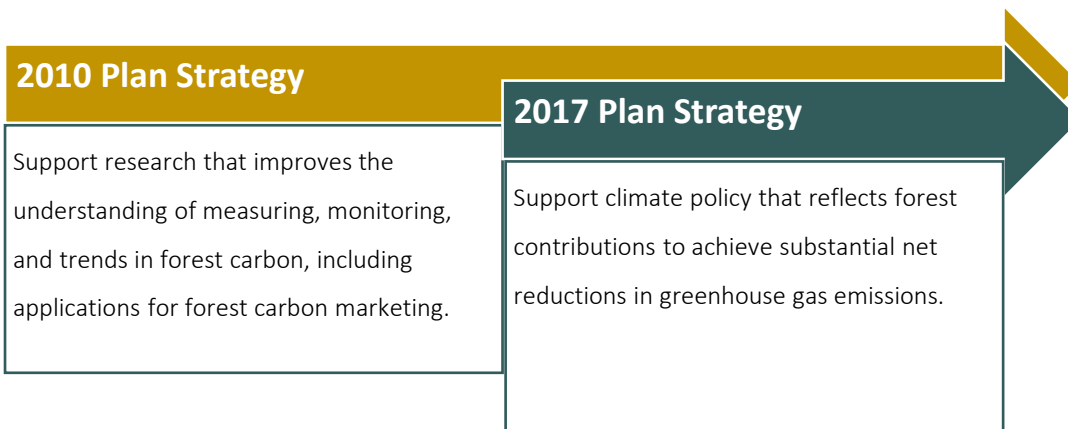 2010 Plan Strategy
Support research that improves the
understanding of measuring, monitoring,
and trends in forest carbon, including
applications for forest carbon marketing.
2017 Plan Strategy
Support climate policy that reflects forest
contributions to achieve substantial net
reductions in greenhouse gas emissions.